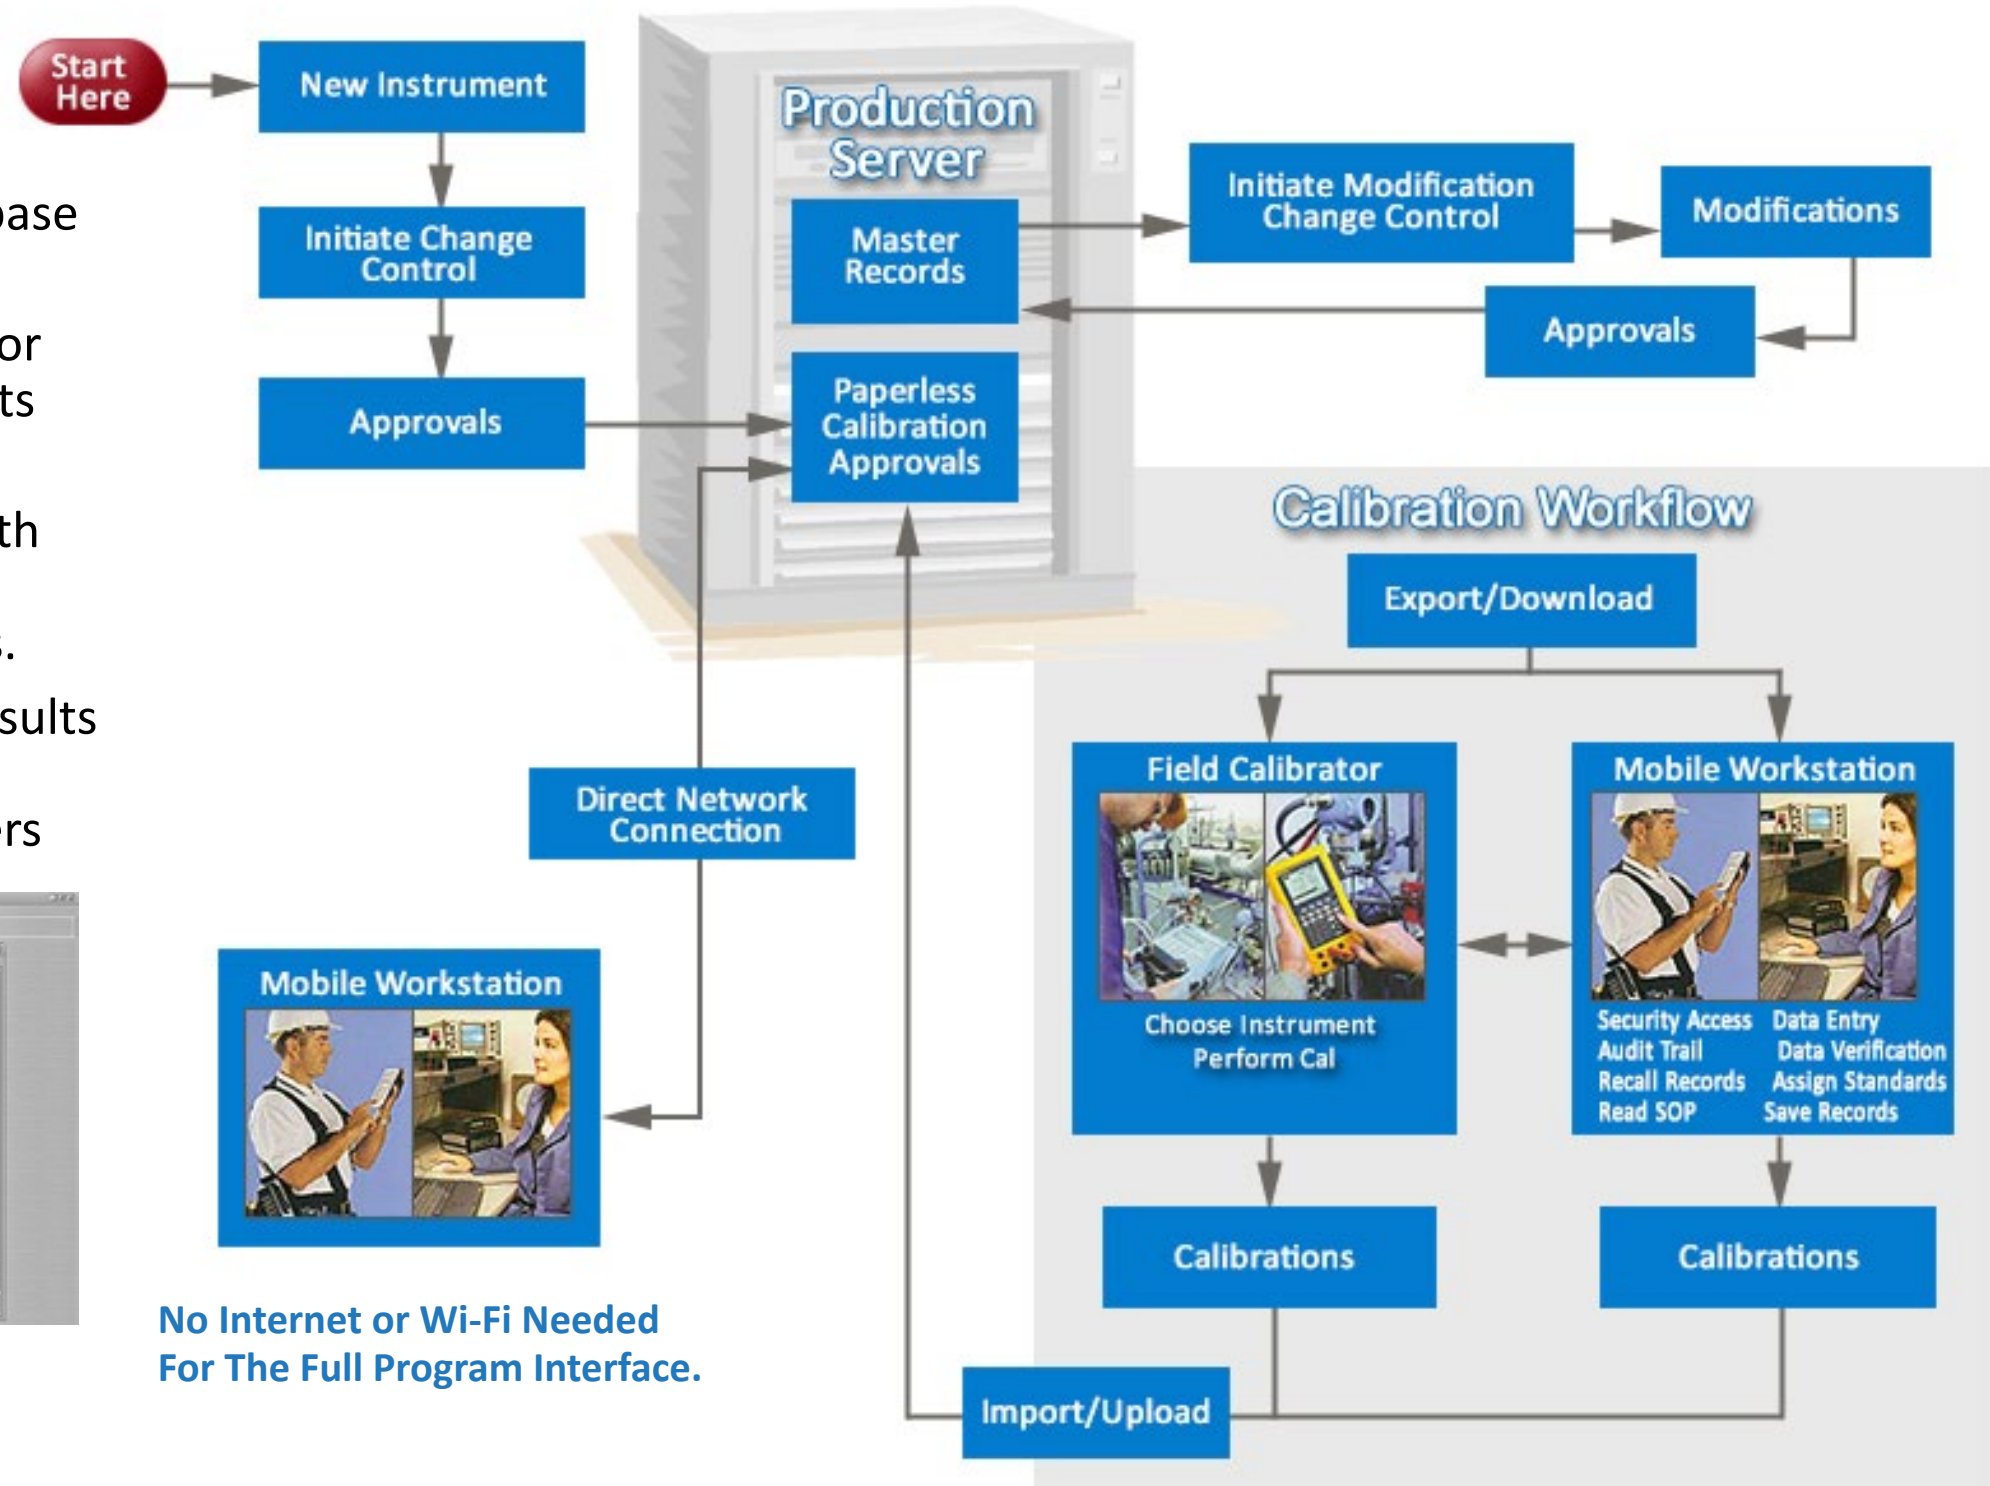 Start
Here
New Instrument
Initiate Change
Control
Approvals
Production
Server
Master
Records
Paperless
Calibration
Approvals
Initiate Modification
Change Control
Modifications
Approvals
or
ts
th
s.
sults
ers
Direct Network
Connection
Mobile Workstation
No Internet or Wi-Fi Needed
For The Full Program Interface.
Calibration Workflow
Export/Download
Field Calibrator
Choose Instrument
Perform Cal
Mobile Workstation
Security Access Data Entry
Audit Trail Data Verification
Recall Records Assign Standards
Read SOP Save Records
Calibrations
Calibrations
Import/Upload